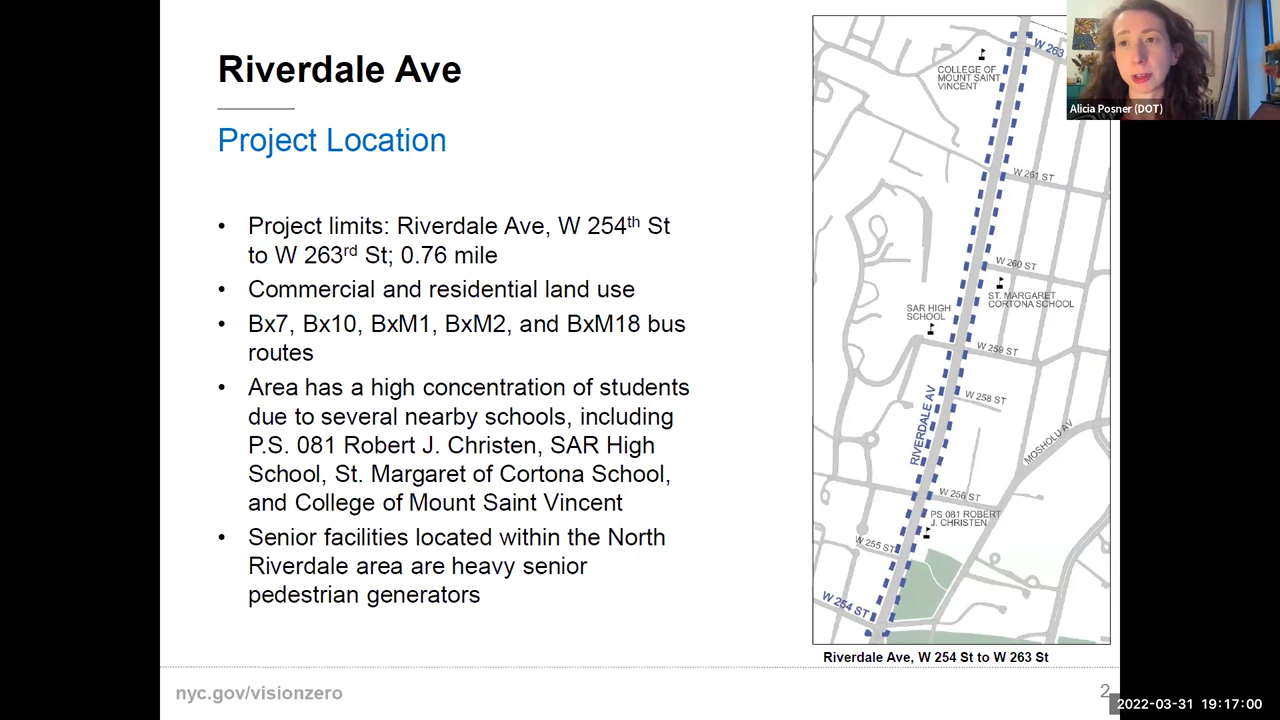 Riverdale Ave
Project Location
• Project limits: Riverdale Ave, W 254th St
to W 263rd St; 0.76 mile
• Commercial and residential land use
• Bx7, Bx10, BxM1, BxM2, and BxM18 bus
routes
• Area has a high concentration of students
due to several nearby schools, including
P.S. 081 Robert J. Christen, SAR High
School, St. Margaret of Cortona School,
and College of Mount Saint Vincent
• Senior facilities located within the North
Riverdale area are heavy senior
pedestrian generators
W 263
COLLEGE OF
MOUNT SAINT
VINCENT
W 261 ST
W 260 ST
ST. MARGARET
CORTONA SCHOOL
SAR HIGH
SCHOOL
W 259 ST
W 258 ST
RIVERDALE AV
MOSHOLU AV
W 256 ST
PS 081 ROBERT
J. CHRISTEN
W 255 ST
W 254 ST
Riverdale Ave, W 254 St to W 263 St
Alicia Posner (DOT)
nyc.gov/visionzero
2
2022-03-31 19:17:00